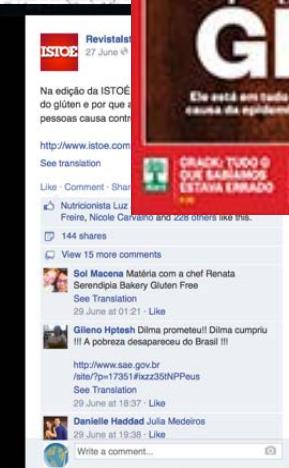 ISTOÉ
Revistaist
27 June
Na edição da ISTOÉ
do glúten e por que a
pessoas causa contr
http://www.istoe.com
See translation
Like · Comment · Shar
Nutricionista Luz
Freire, Nicole Carvalho and 228 others like this.
144 shares
View 15 more comments
Sol Macena Matéria com a chef Renata
Serendipia Bakery Gluten Free
See Translation
29 June at 01:21 · Like
Gileno Hptesh Dilma prometeu!! Dilma cumpriu
!!! A pobreza desapareceu do Brasil !!!
http://www.sae.gov.br
/site/?p=17351#ixzz35tNPPeus
See Translation
29 June at 18:37 · Like
Danielle Haddad Julia Medeiros
29 June at 19:38 · Like
Write a comment...
Ele está em tudo
causa da epidem
Abril
CRACK: TUDO O
QUE SABÍAMOS
ESTAVA ERRADO